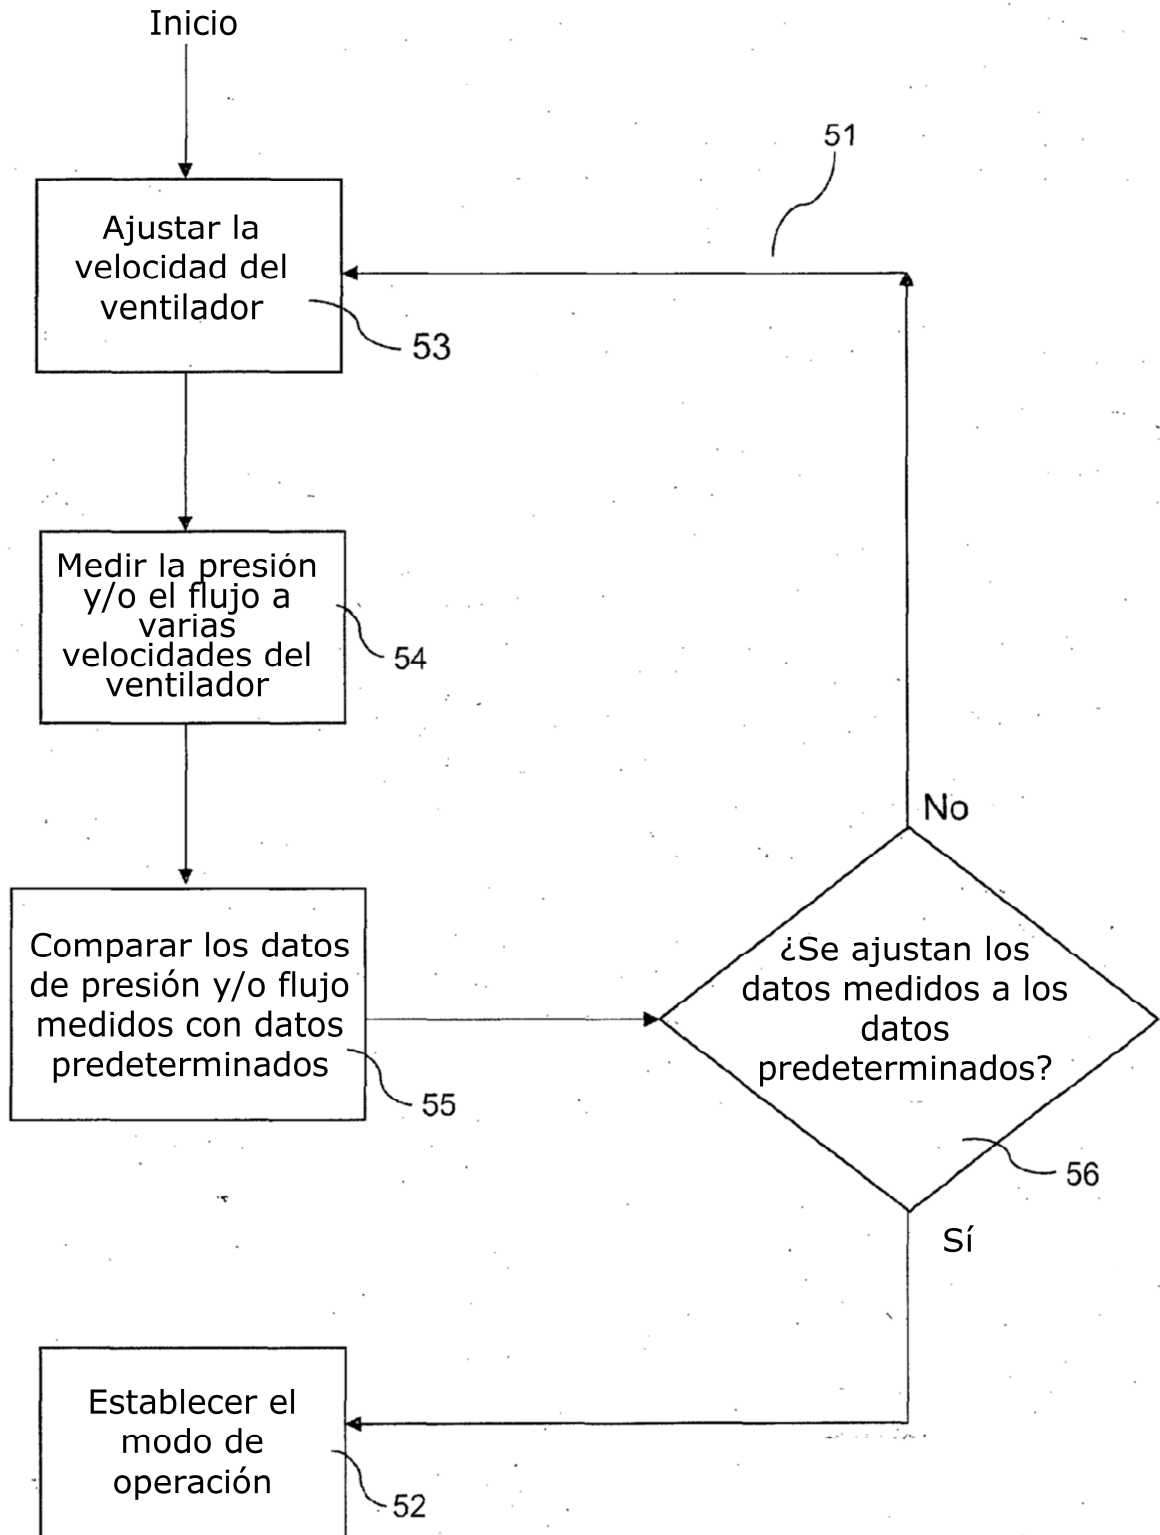 Inicio
51
Ajustar la
velocidad del
ventilador
53
Medir la presión
y/o el flujo a
varias
velocidades del
ventilador
54
No
Comparar los datos
de presión y/o flujo
medidos con datos
predeterminados
55
¿Se ajustan los
datos medidos a los
datos
predeterminados?
56
Sí
Establecer el
modo de
operación
52